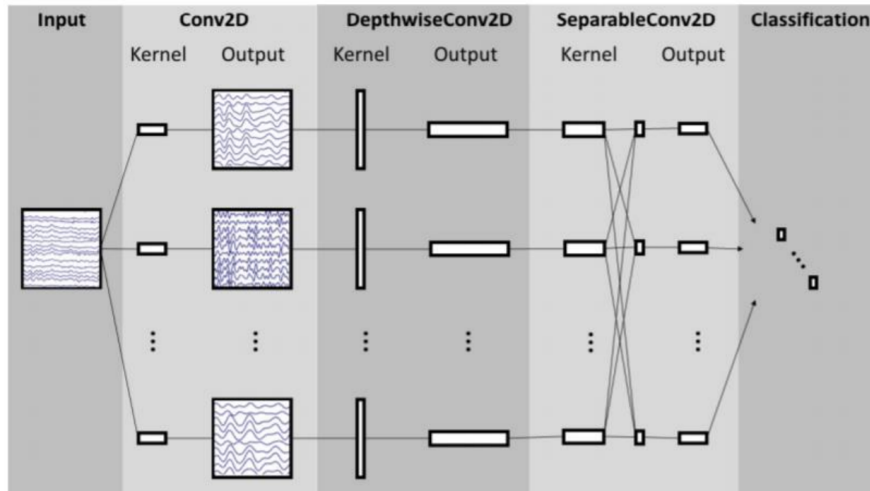 Input Conv2D DepthwiseConv2D SeparableConv2D Classification
Kernel Output Kernel Output Kernel Output